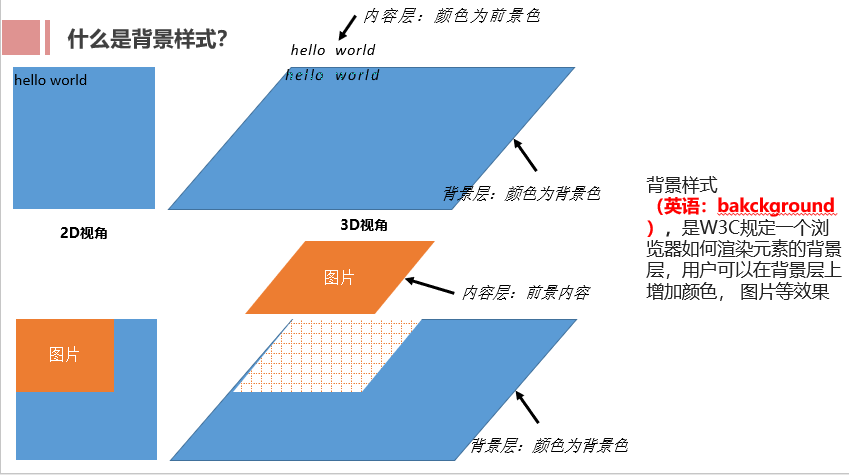 什么是背景样式？
内容层：颜色为前景色
hello world
hello world
hello world
背景层：颜色为背景色
2D视角
3D视角
图片
内容层：前景内容
图片
背景层：颜色为背景色
背景样式
（英语：bakckground
），是W3C规定一个浏
览器如何渲染元素的背景
层，用户可以在背景层上
增加颜色， 图片等效果